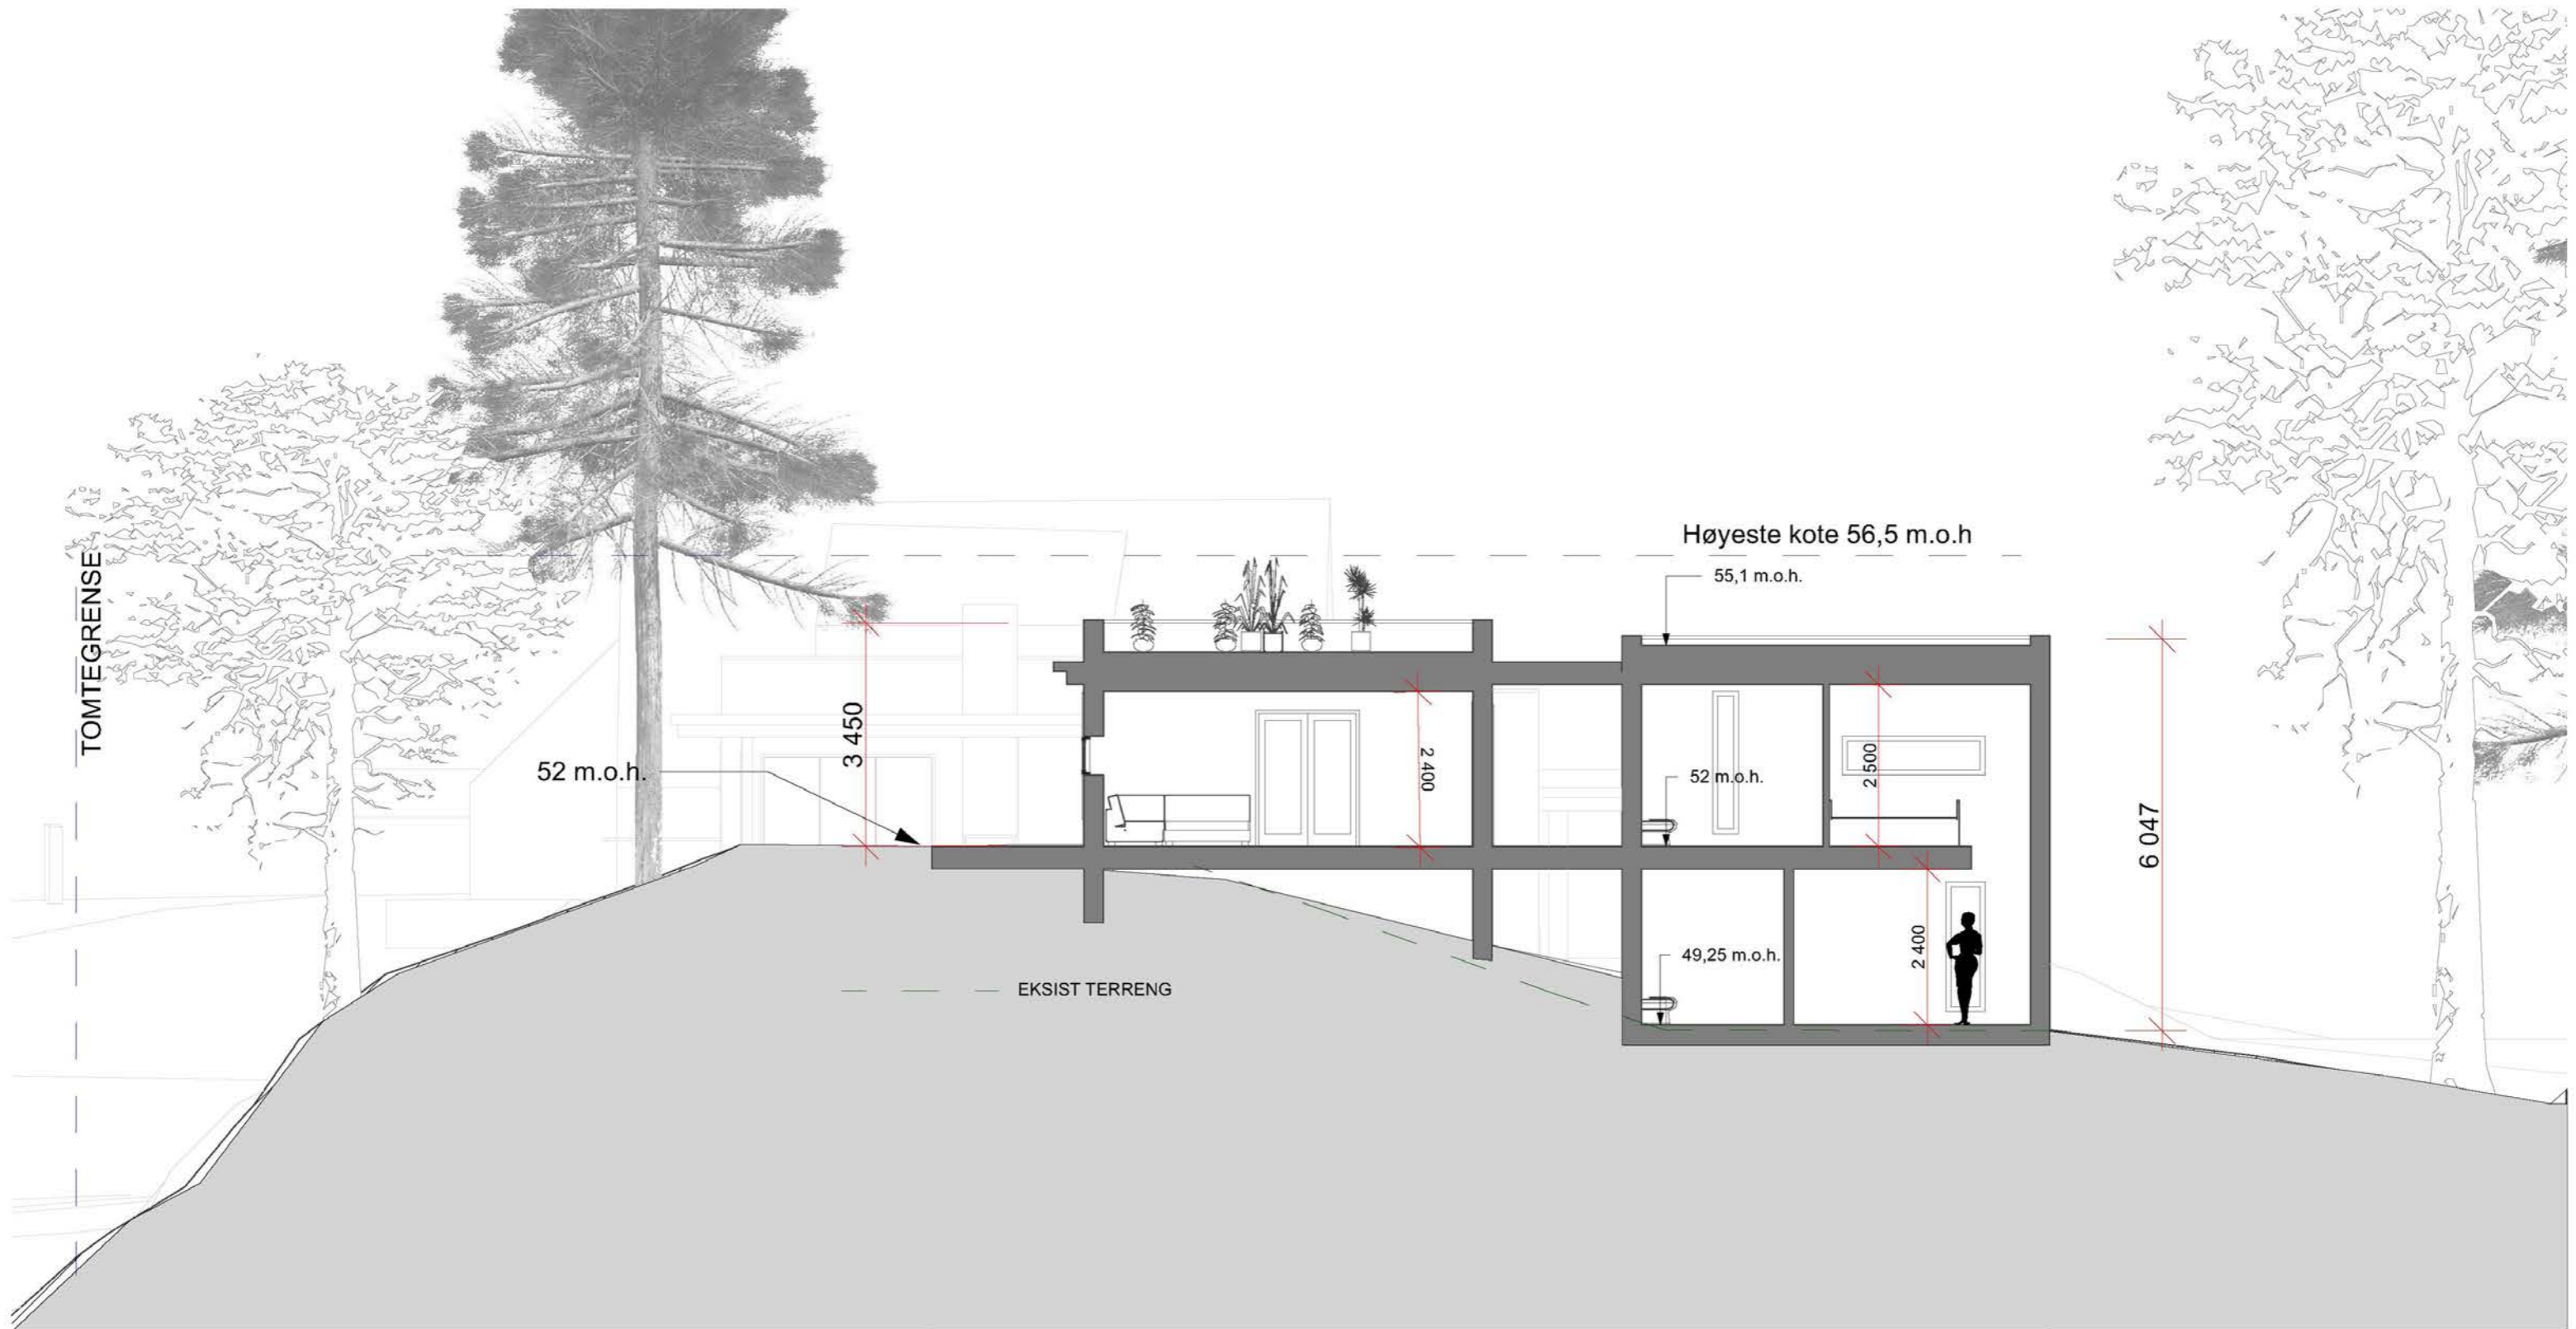 TOMTEGRENSE
Høyeste kote 56,5 m.o.h
55,1 m.o.h.
3 450
52 m.o.h.
2 400
52 m.o.h.
2 500
6 047
49,25 m.o.h.
2 400
EKSIST TERRENG